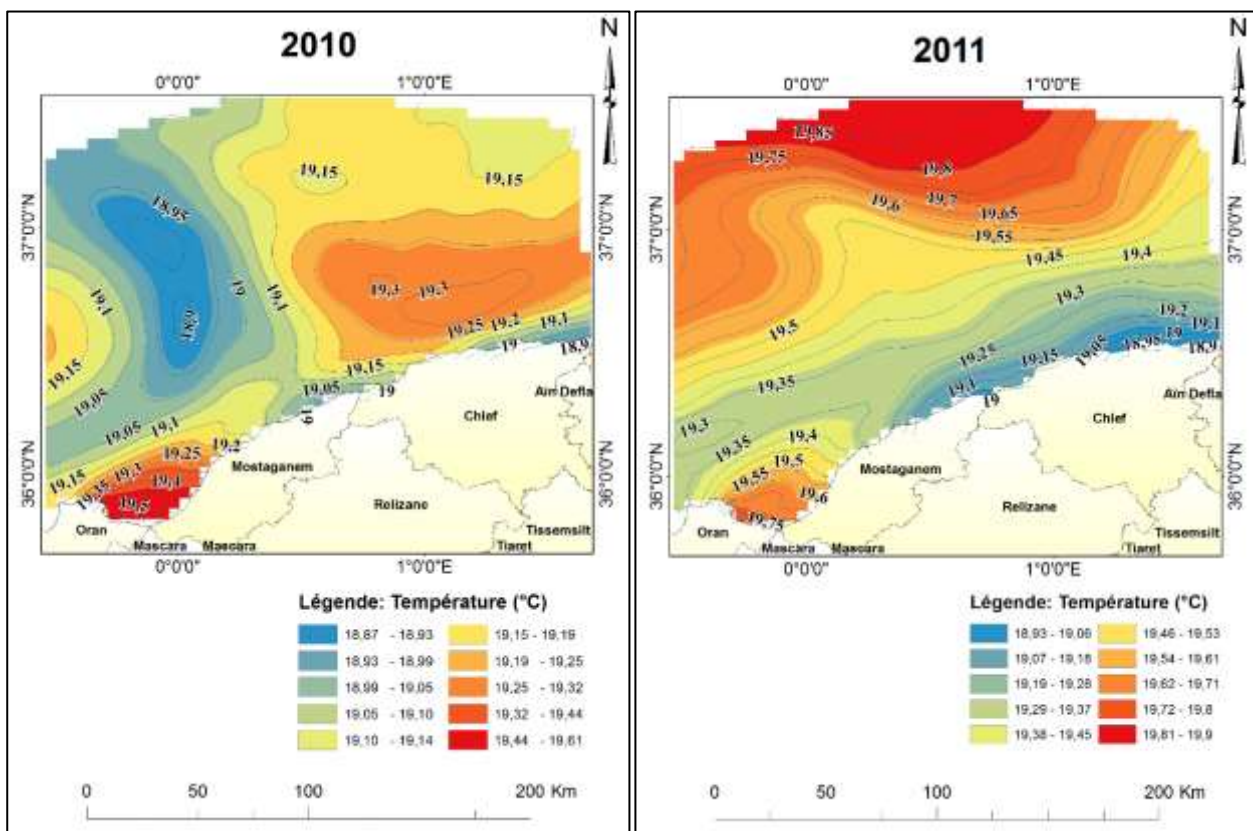 2010
N
0°0'0"
1°0'0"E
37°0'0"N
36°0'0"N
19,15
19,15
18,95
19
19,1
18,9
19,1
19,3
19,3
19,25
19,2
19,1
19
18,9
19,15
19,15
19,05
19
19
19,05
19,05
19,1
19,2
19,25
19,3
19,15
19,35
19,5
Mostaganem
Chlef
Ain Defla
Relizane
Oran
Mascara
Mascara
Tissemsilt
Tiaret
0°0'0"
1°0'0"E
Légende: Température (°C)
18,87 - 18,93
18,93 - 18,99
18,99 - 19,05
19,05 - 19,10
19,10 - 19,14
19,15 - 19,19
19,19 - 19,25
19,25 - 19,32
19,32 - 19,44
19,44 - 19,61
0 50 100 200 Km
2011
N
0°0'0"
1°0'0"E
37°0'0"N
36°0'0"N
19,85
19,75
19,8
19,7
19,6
19,65
19,55
19,45
19,4
19,3
19,2
19,1
19
18,9
18,95
19,05
19,15
19,25
19,1
19
19,5
19,35
19,3
19,35
19,4
19,5
19,55
19,6
19,75
Mostaganem
Chlef
Ain Defla
Relizane
Oran
Mascara
Mascara
Tissemsilt
Tiaret
0°0'0"
1°0'0"E
Légende: Température (°C)
18,93 - 19,06
19,07 - 19,18
19,19 - 19,28
19,29 - 19,37
19,38 - 19,45
19,46 - 19,53
19,54 - 19,61
19,62 - 19,71
19,72 - 19,8
19,81 - 19,9
0 50 100 200 Km